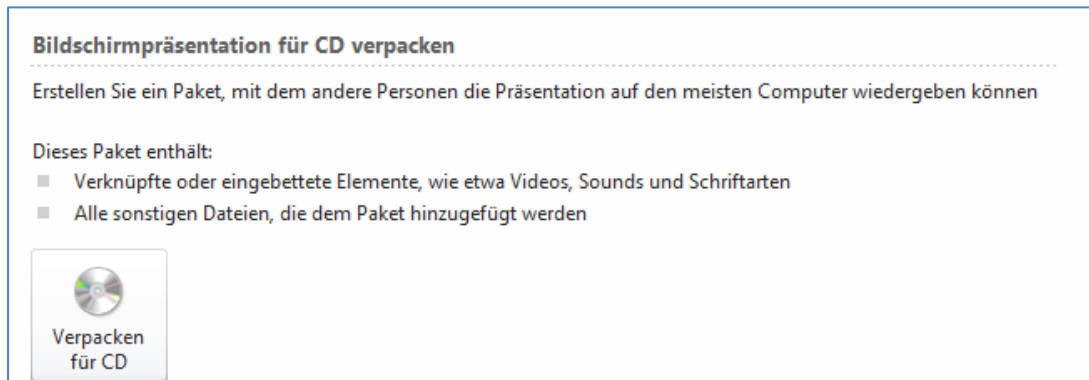 Bildschirmpräsentation für CD verpacken
Erstellen Sie ein Paket, mit dem andere Personen die Präsentation auf den meisten Computer wiedergeben können
Dieses Paket enthält:
Verknüpfte oder eingebettete Elemente, wie etwa Videos, Sounds und Schriftarten
Alle sonstigen Dateien, die dem Paket hinzugefügt werden
Verpacken
für CD